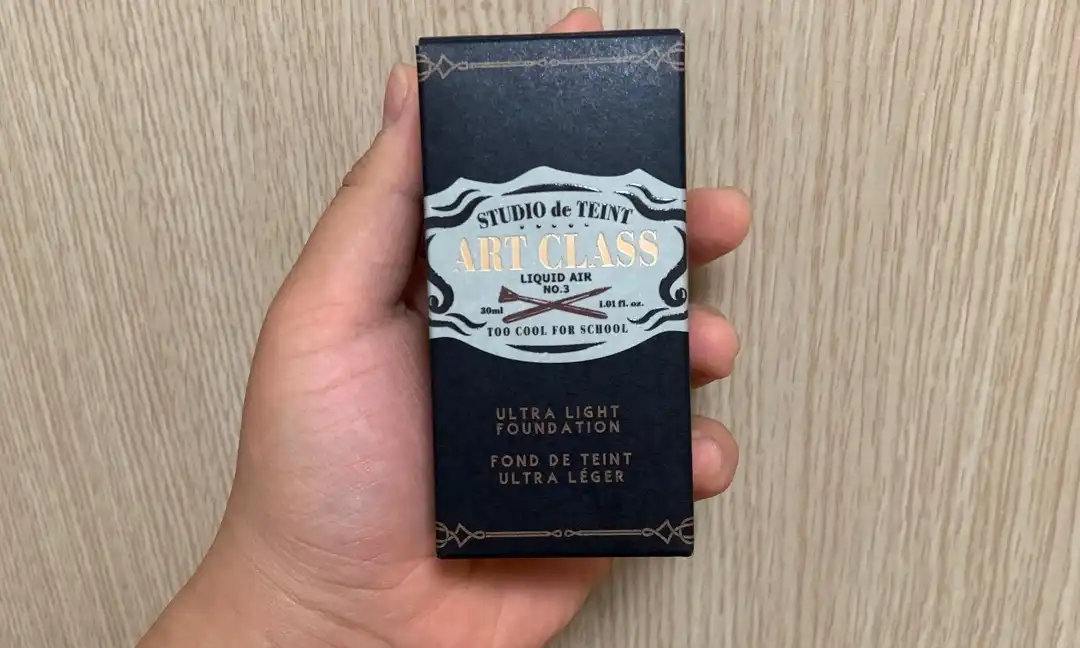 STUDIO de TEINT
ART CLASS
LIQUID AIR
NO.3
30ml 1.01 fl. oz.
TOO COOL FOR SCHOOL
ULTRA LIGHT
FOUNDATION
FOND DE TEINT
ULTRA LÉGER